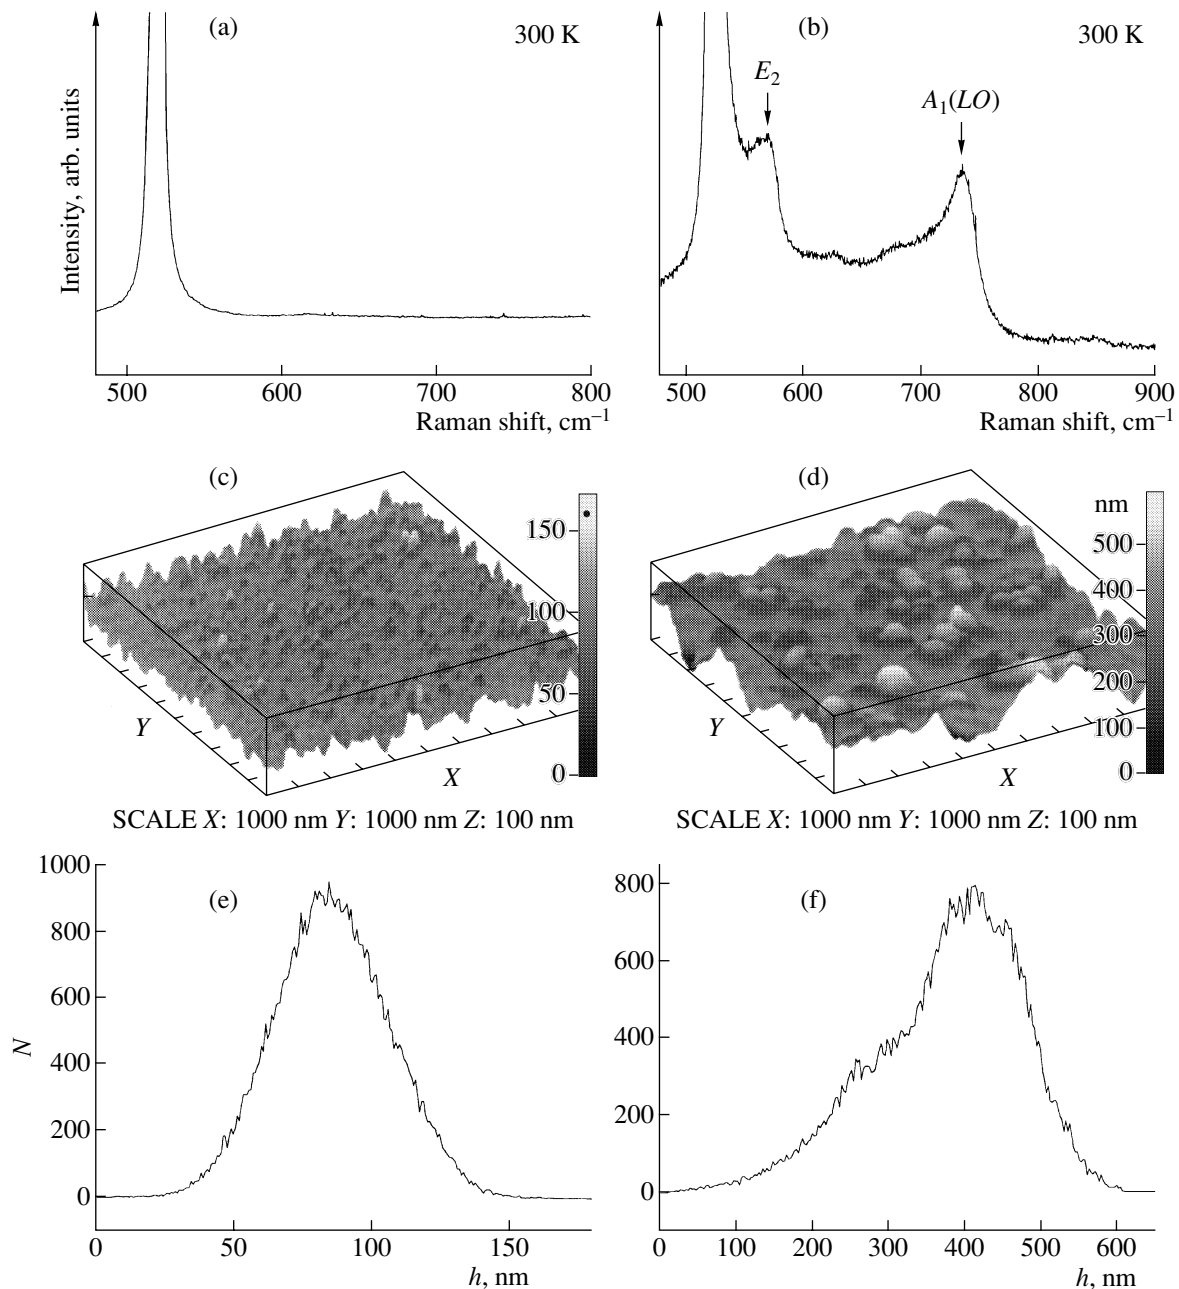 (a)
300 K
Intensity, arb. units
500 600 700 800
Raman shift, cm–1
(b)
300 K
E2
A1(LO)
500 600 700 800 900
Raman shift, cm–1
(c)
150
100
50
0
Y
X
SCALE X: 1000 nm Y: 1000 nm Z: 100 nm
(d)
nm
500
400
300
200
100
0
Y
X
SCALE X: 1000 nm Y: 1000 nm Z: 100 nm
(e)
1000
800
600
400
200
0
N
0 50 100 150
h, nm
(f)
800
600
400
200
0
0 100 200 300 400 500 600
h, nm